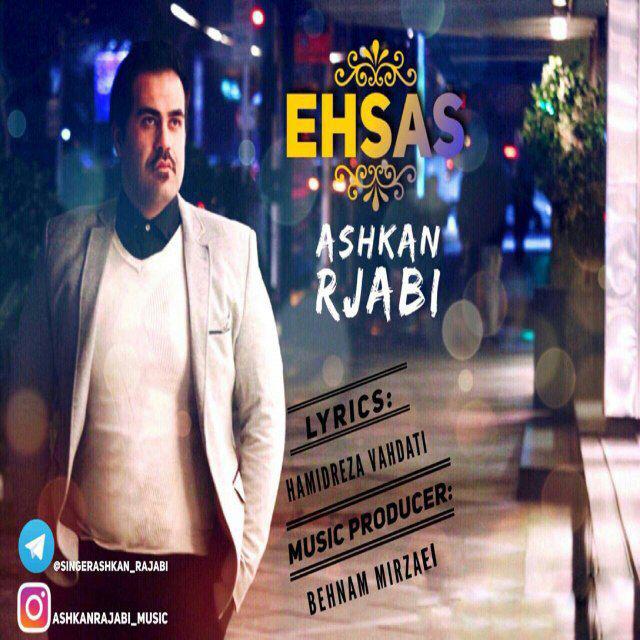 EHSAS
ASHKAN
RJABI
LYRICS:
HAMIDREZA VAHDATI
MUSIC PRODUCER:
BEHNAM MIRZAEI
@SINGERASHKAN_RAJABI
ASHKANRAJABI_MUSIC